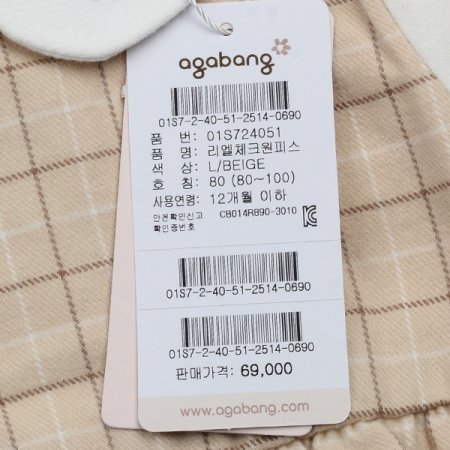 agabang
01S7-2-40-51-2514-0690
품 번: 01S724051
품 명: 리엘체크원피스
색 상: L/BEIGE
호 칭: 80 (80~100)
사용연령: 12개월 이하
안전확인신고
확인증번호 CB014R890-3010
01S7-2-40-51-2514-0690
01S7-2-40-51-2514-0690
판매가격: 69,000
www.agabang.com